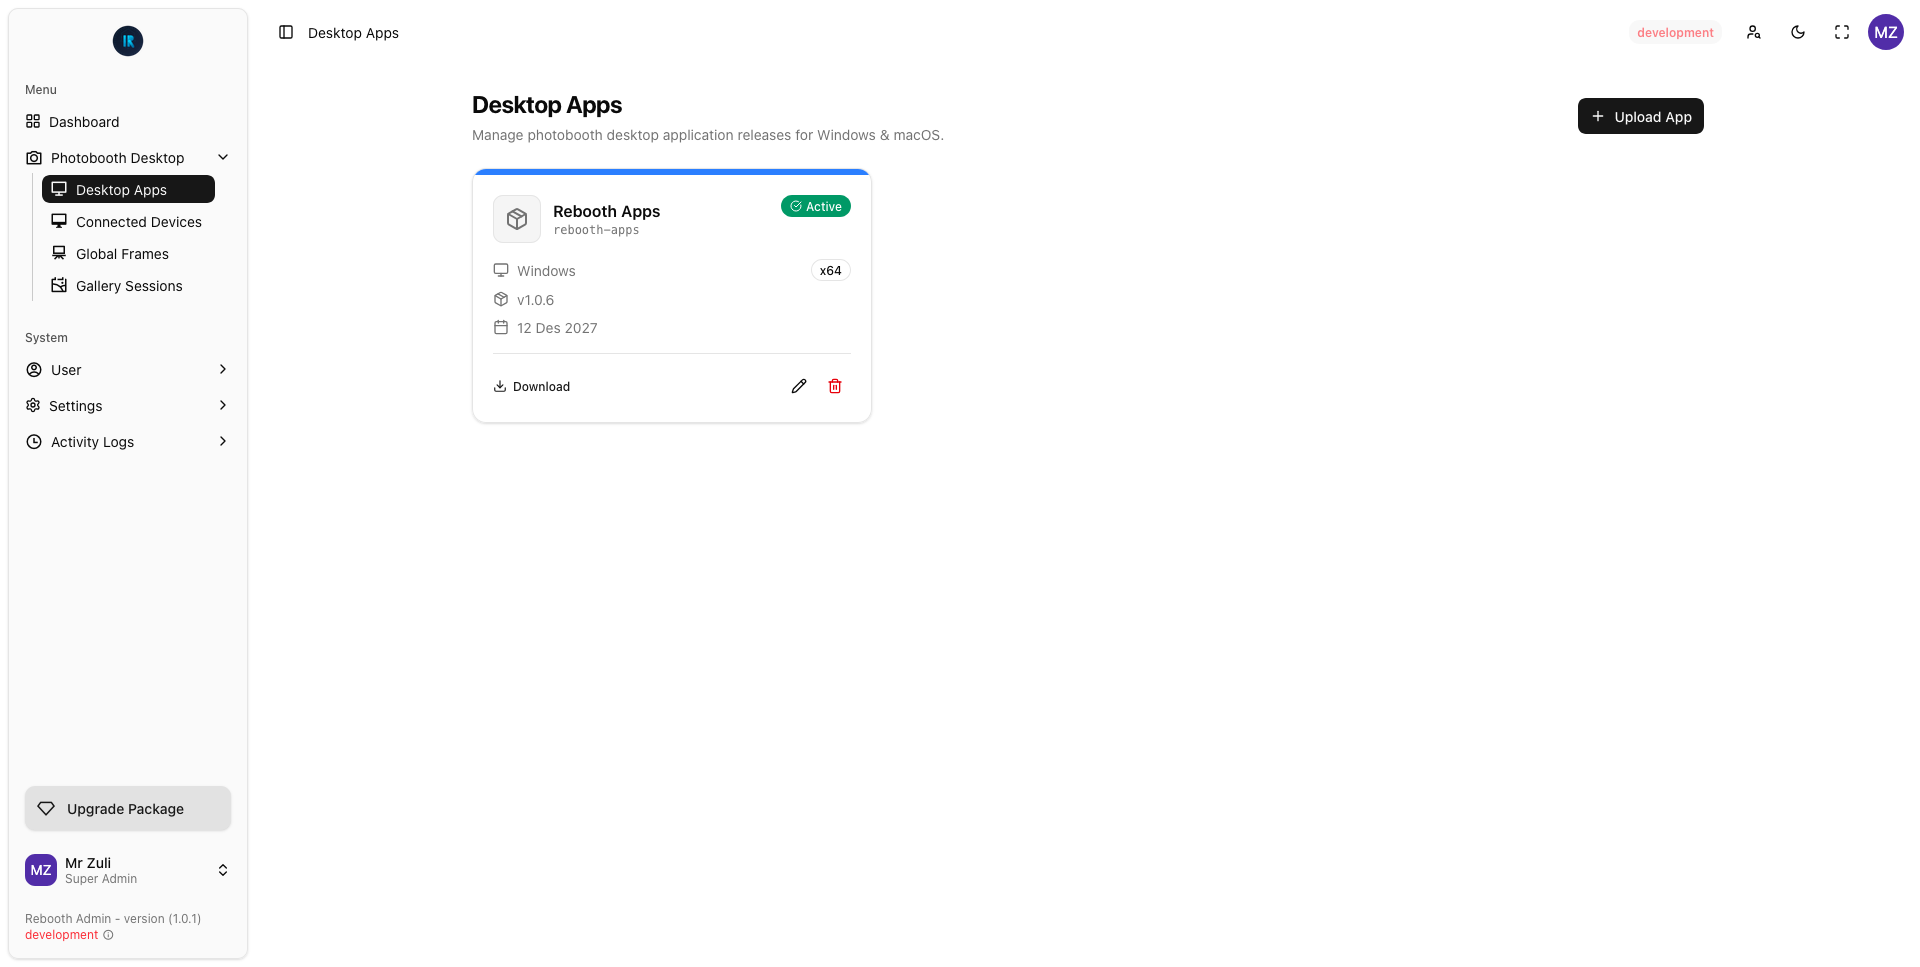 Menu
Dashboard
Photobooth Desktop
Desktop Apps
Connected Devices
Global Frames
Gallery Sessions
System
User
Settings
Activity Logs
Upgrade Package
MZ
Mr Zuli
Super Admin
Rebooth Admin - version (1.0.1)
development
Desktop Apps
development
MZ
Desktop Apps
Manage photobooth desktop application releases for Windows & macOS.
Upload App
Rebooth Apps
Active
rebooth-apps
Windows
x64
v1.0.6
12 Des 2027
Download